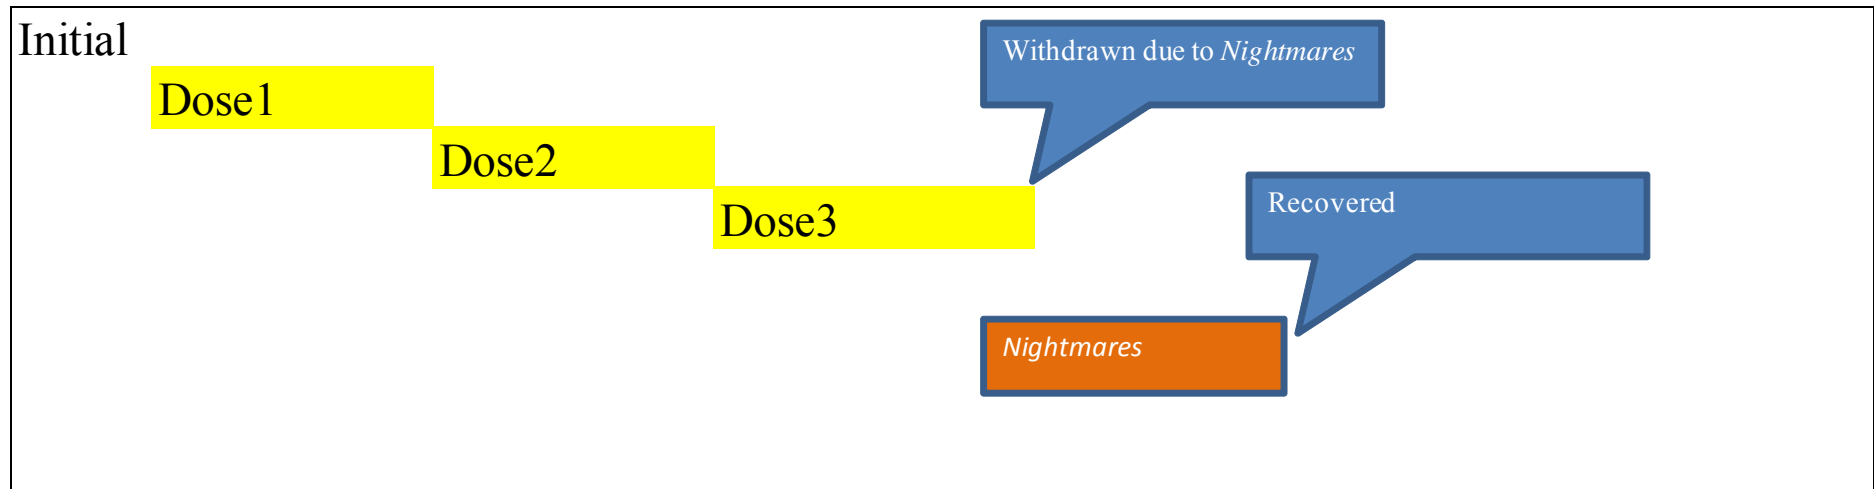 Initial
Withdrawn due to Nightmares
Dose1
Dose2
Dose3
Recovered
Nightmares